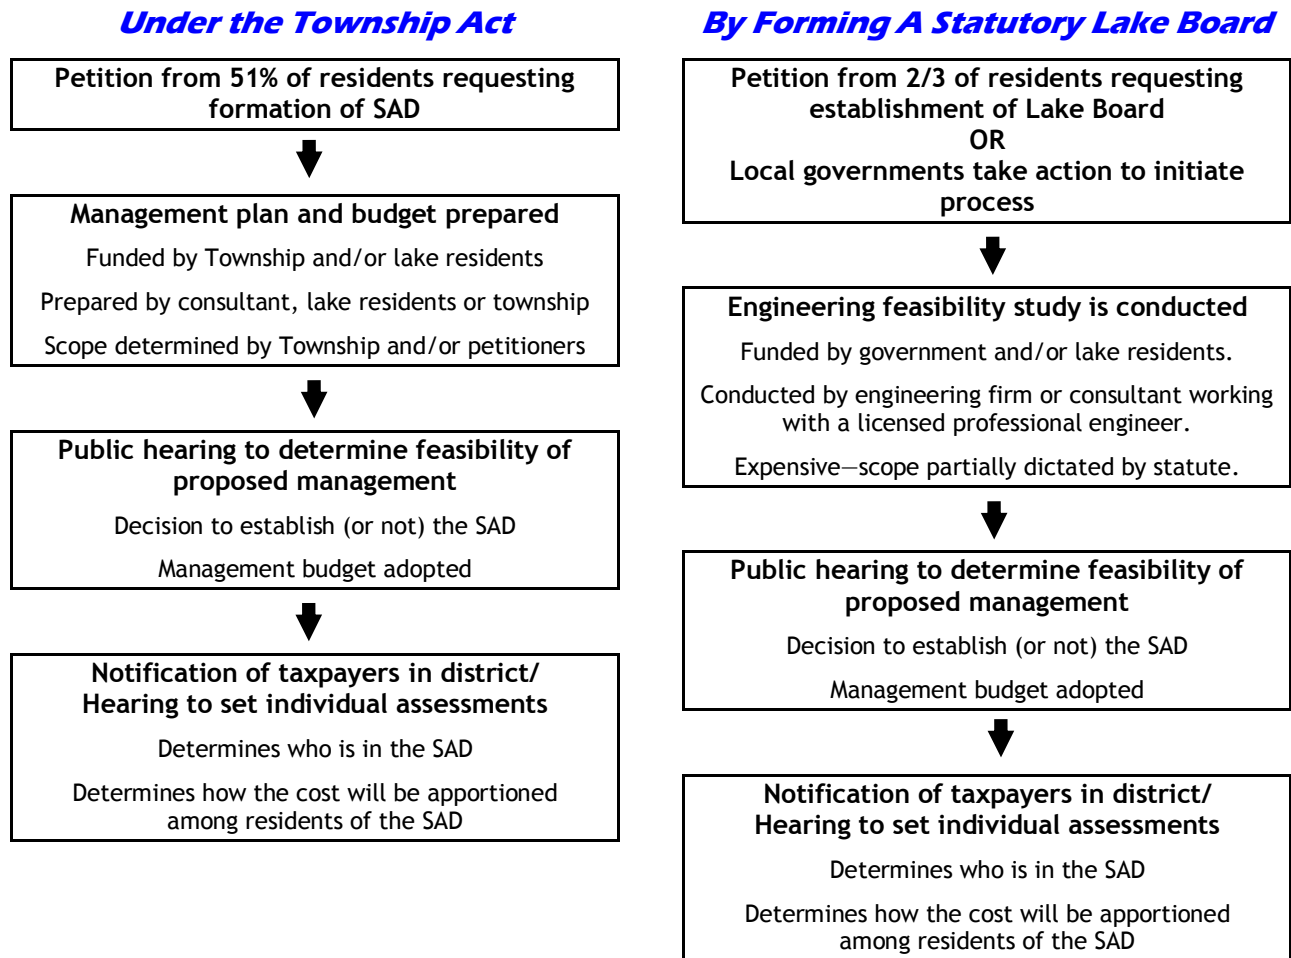 Under the Township Act
Petition from 51% of residents requesting
formation of SAD
Management plan and budget prepared
Funded by Township and/or lake residents
Prepared by consultant, lake residents or township
Scope determined by Township and/or petitioners
Public hearing to determine feasibility of
proposed management
Decision to establish (or not) the SAD
Management budget adopted
Notification of taxpayers in district/
Hearing to set individual assessments
Determines who is in the SAD
Determines how the cost will be apportioned
among residents of the SAD
By Forming A Statutory Lake Board
Petition from 2/3 of residents requesting
establishment of Lake Board
OR
Local governments take action to initiate
process
Engineering feasibility study is conducted
Funded by government and/or lake residents.
Conducted by engineering firm or consultant working
with a licensed professional engineer.
Expensive—scope partially dictated by statute.
Public hearing to determine feasibility of
proposed management
Decision to establish (or not) the SAD
Management budget adopted
Notification of taxpayers in district/
Hearing to set individual assessments
Determines who is in the SAD
Determines how the cost will be apportioned
among residents of the SAD